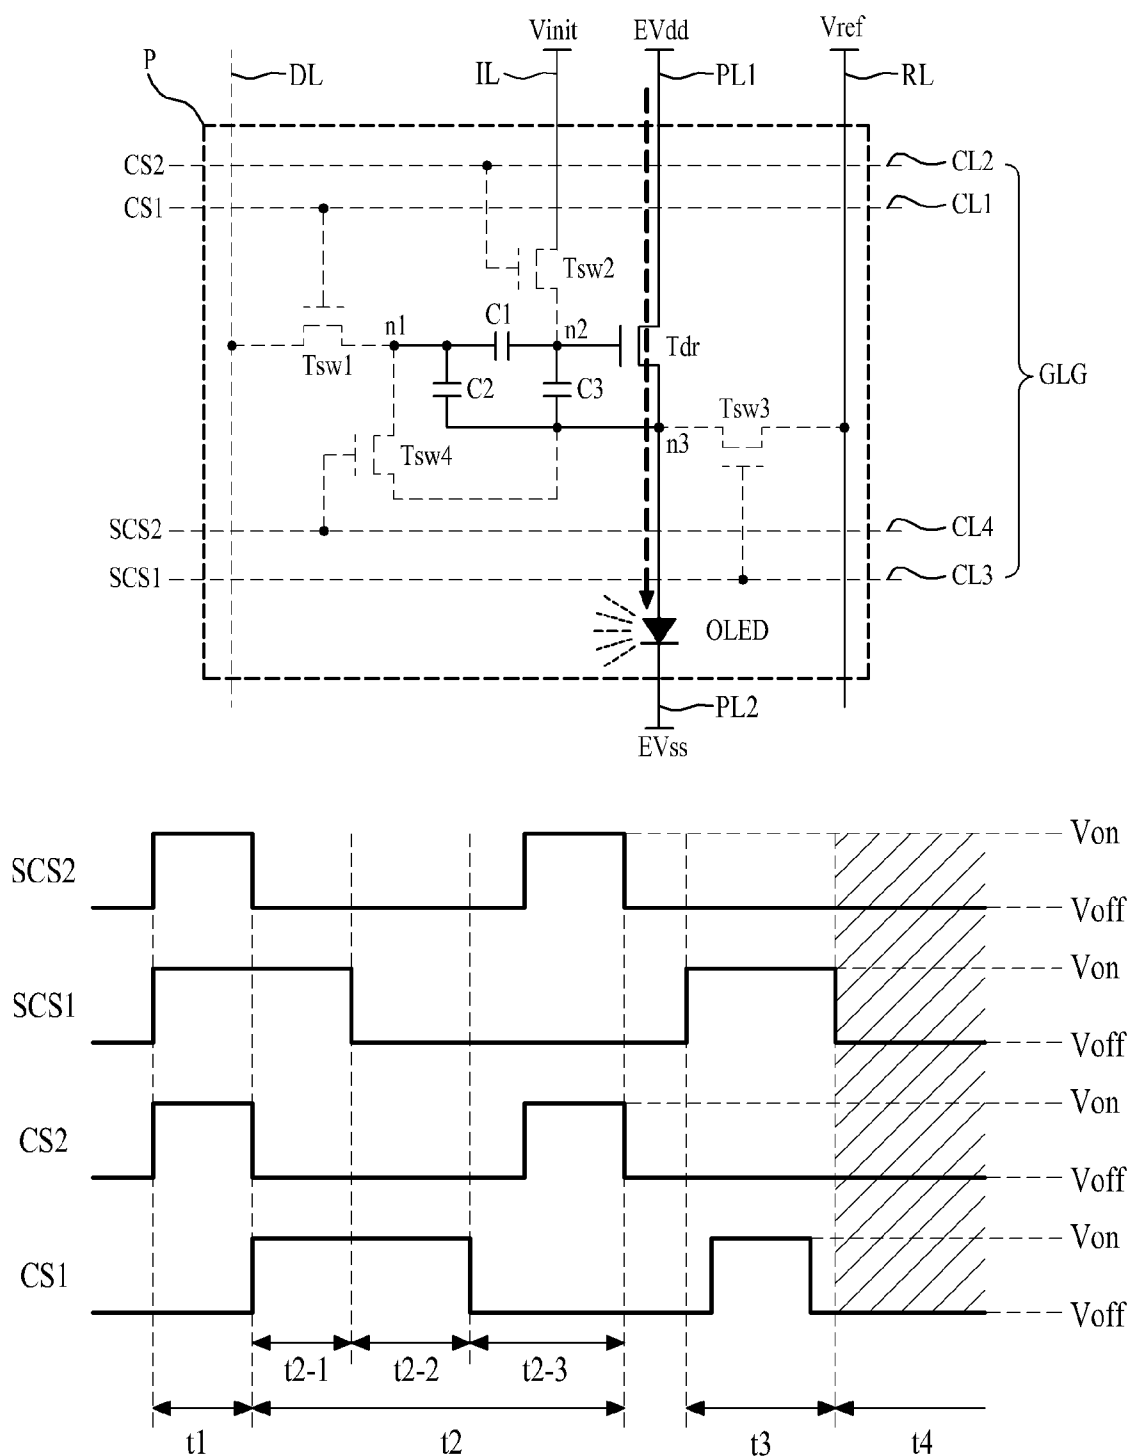 Vinit EVdd Vref
P DL IL PL1 RL
CS2 CL2
CS1 CL1
Tsw2
C1
n1 n2
Tsw1 Tdr
C2 C3 Tsw3 GLG
n3
Tsw4
SCS2 CL4
SCS1 CL3
OLED
PL2
EVss
Von
SCS2
Voff
Von
SCS1
Voff
Von
CS2
Voff
Von
CS1
Voff
t2-1 t2-2 t2-3
t1 t2 t3 t4